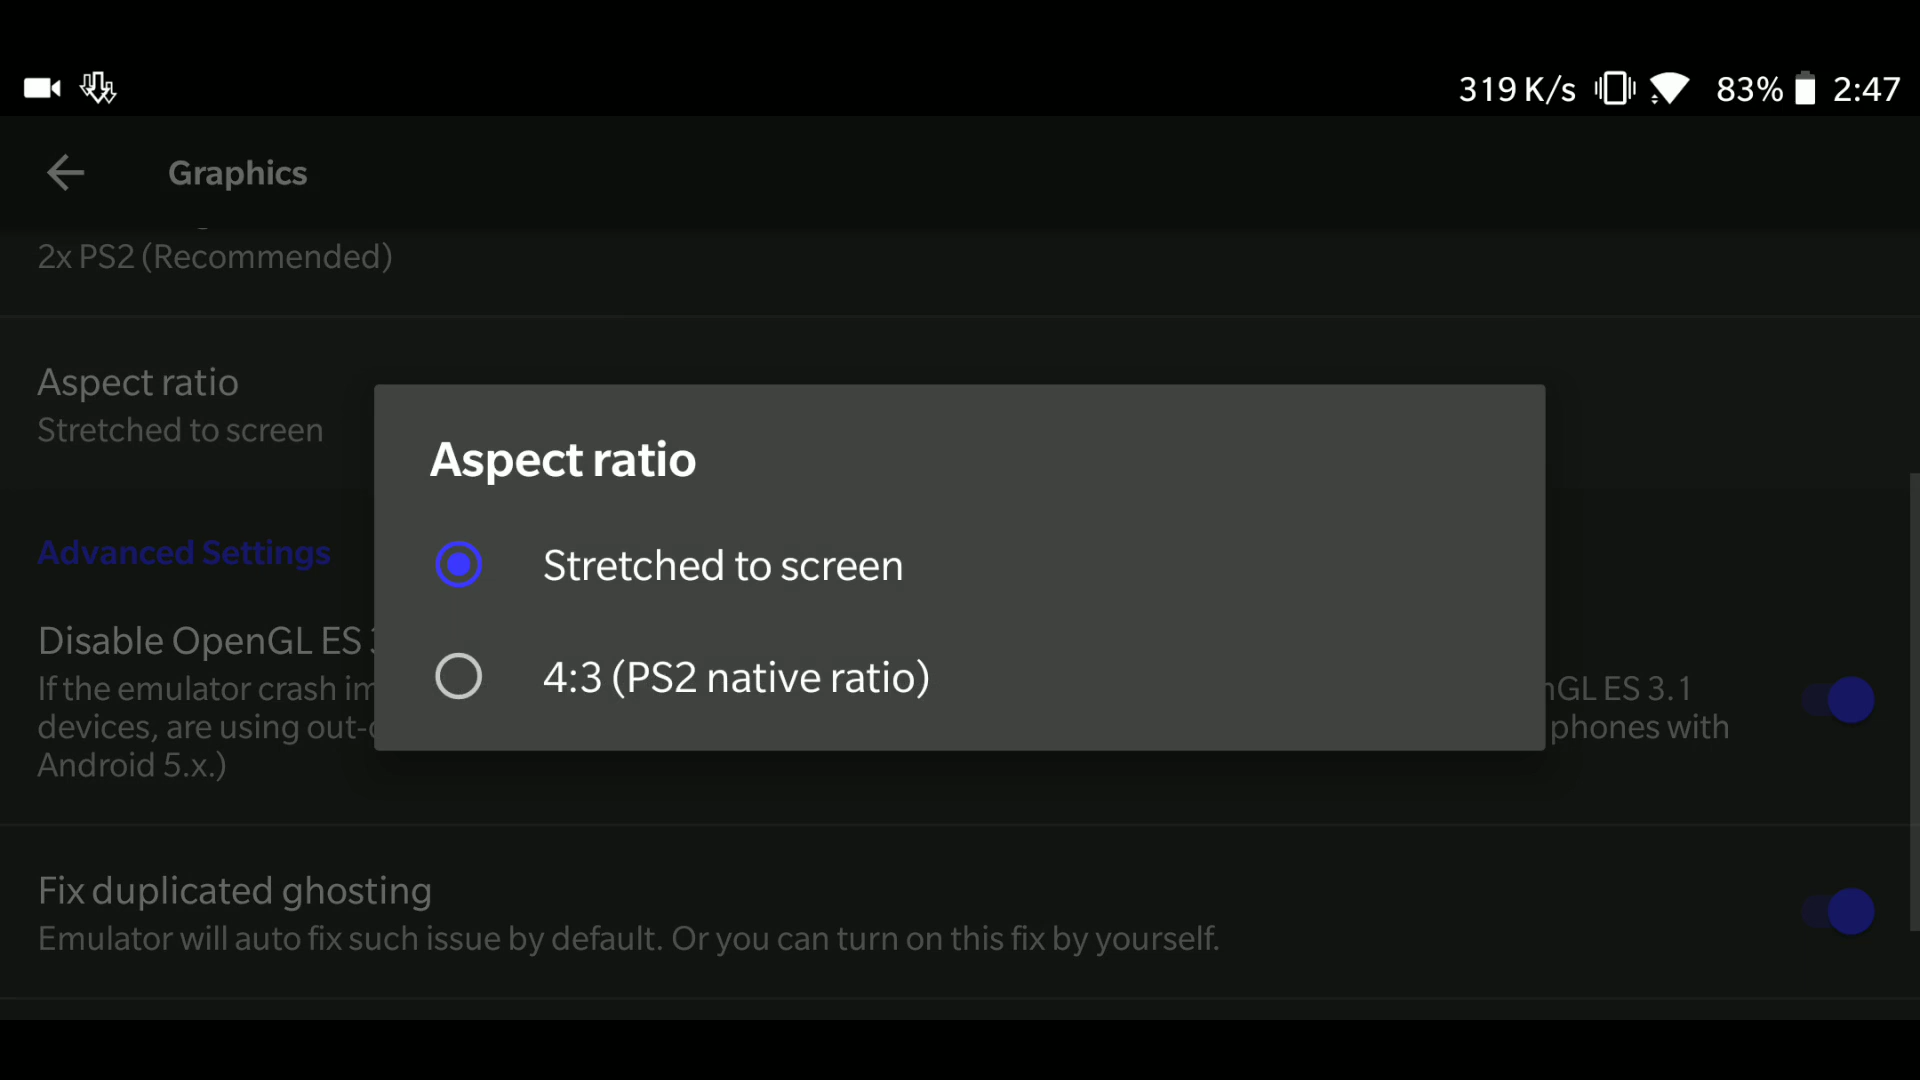 319 K/s 83% 2:47
Graphics
2x PS2 (Recommended)
Aspect ratio
Stretched to screen
Aspect ratio
Stretched to screen
4:3 (PS2 native ratio)
Advanced Settings
Disable OpenGL ES
If the emulator crash GL ES 3.1
devices, are using phones with
Android 5.x.)
Fix duplicated ghosting
Emulator will auto fix such issue by default. Or you can turn on this fix by yourself.